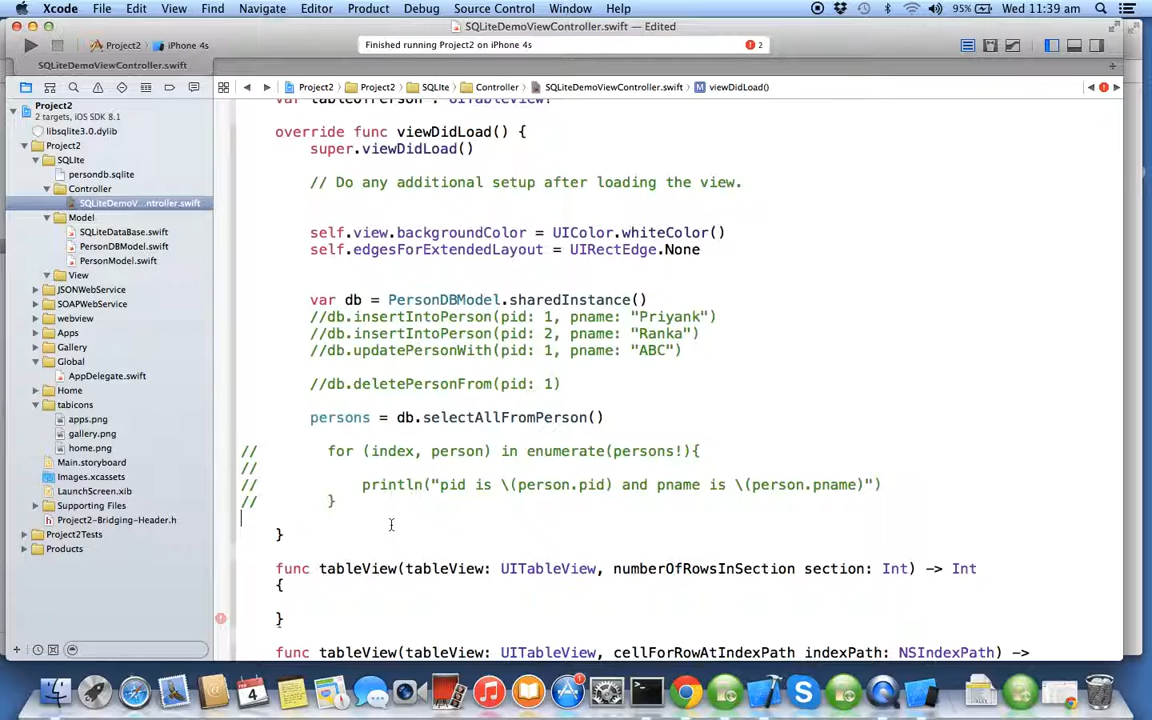 Xcode File Edit View Find Navigate Editor Product Debug Source Control Window Help 95% Wed 11:39 am
SQLiteDemoViewController.swift — Edited
Project2 iPhone 4s Finished running Project2 on iPhone 4s 2
SQLiteDemoViewController.swift
Project2 Project2 SQLIte Controller SQLiteDemoViewController.swift M viewDidLoad()
Project2
2 targets, iOS SDK 8.1
libsqlite3.0.dylib
Project2
SQLIte
persondb.sqlite
Controller
SQLiteDemoV...ntroller.swift
Model
SQLiteDataBase.swift
PersonDBModel.swift
PersonModel.swift
View
JSONWebService
SOAPWebService
webview
Apps
Gallery
Global
AppDelegate.swift
Home
tabicons
apps.png
gallery.png
home.png
Main.storyboard
Images.xcassets
LaunchScreen.xib
Supporting Files
Project2-Bridging-Header.h
Project2Tests
Products
var tableOfPerson : UITableView!
override func viewDidLoad() {
super.viewDidLoad()
// Do any additional setup after loading the view.
self.view.backgroundColor = UIColor.whiteColor()
self.edgesForExtendedLayout = UIRectEdge.None
var db = PersonDBModel.sharedInstance()
//db.insertIntoPerson(pid: 1, pname: "Priyank")
//db.insertIntoPerson(pid: 2, pname: "Ranka")
//db.updatePersonWith(pid: 1, pname: "ABC")
//db.deletePersonFrom(pid: 1)
persons = db.selectAllFromPerson()
// for (index, person) in enumerate(persons!){
//
// println("pid is \(person.pid) and pname is \(person.pname)")
// }
}
func tableView(tableView: UITableView, numberOfRowsInSection section: Int) -> Int
{
}
func tableView(tableView: UITableView, cellForRowAtIndexPath indexPath: NSIndexPath) ->
4